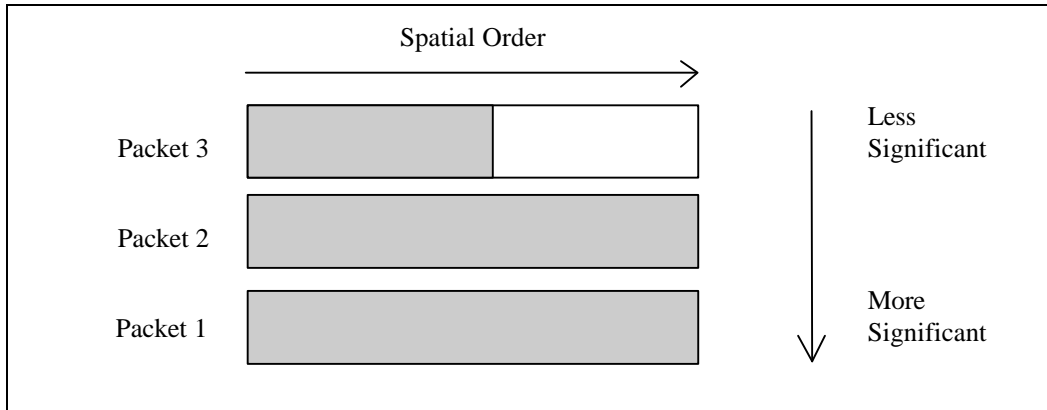 Spatial Order
Packet 3
Less
Significant
Packet 2
Packet 1
More
Significant